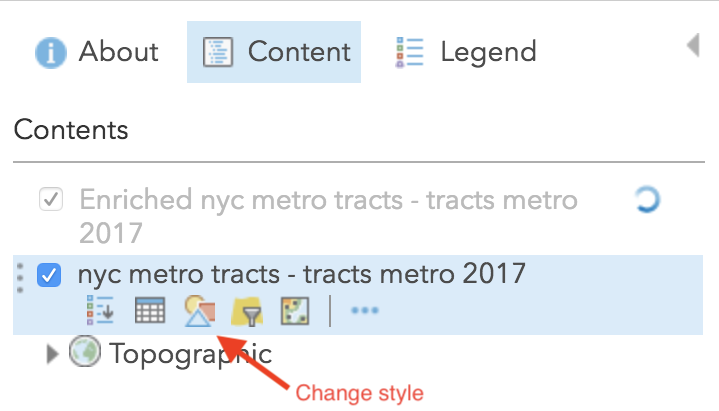 About Content Legend
Contents
Enriched nyc metro tracts - tracts metro
2017
nyc metro tracts - tracts metro 2017
Topographic
Change style